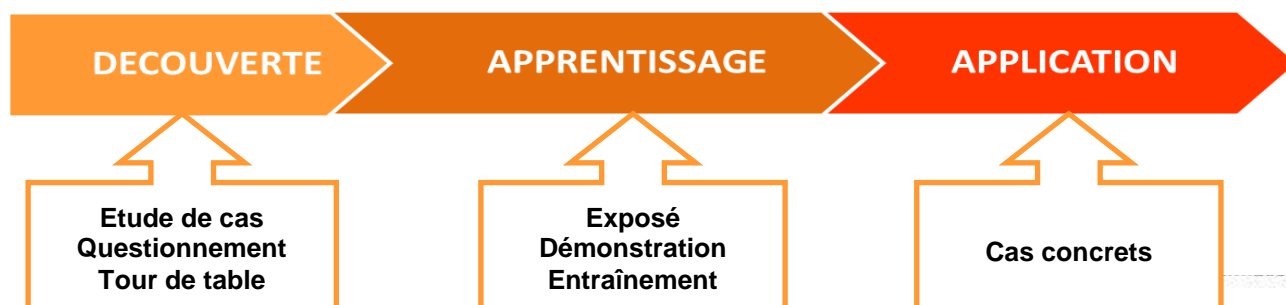 DECOUVERTE
APPRENTISSAGE
APPLICATION
Etude de cas
Questionnement
Tour de table
Exposé
Démonstration
Entraînement
Cas concrets